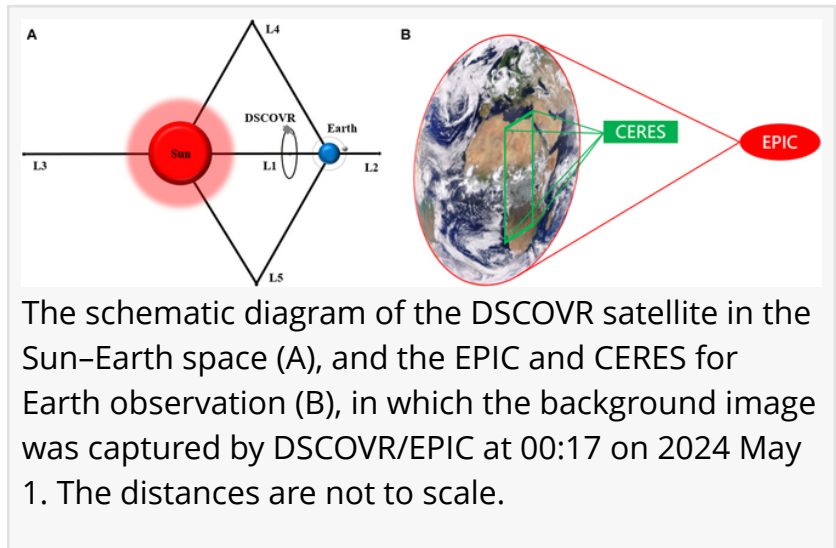 A
B
L4
DSCOVR
Earth
CERES
EPIC
Sun
L3
L1
L2
L5
The schematic diagram of the DSCOVR satellite in the
Sun–Earth space (A), and the EPIC and CERES for
Earth observation (B), in which the background image
was captured by DSCOVR/EPIC at 00:17 on 2024 May
1. The distances are not to scale.